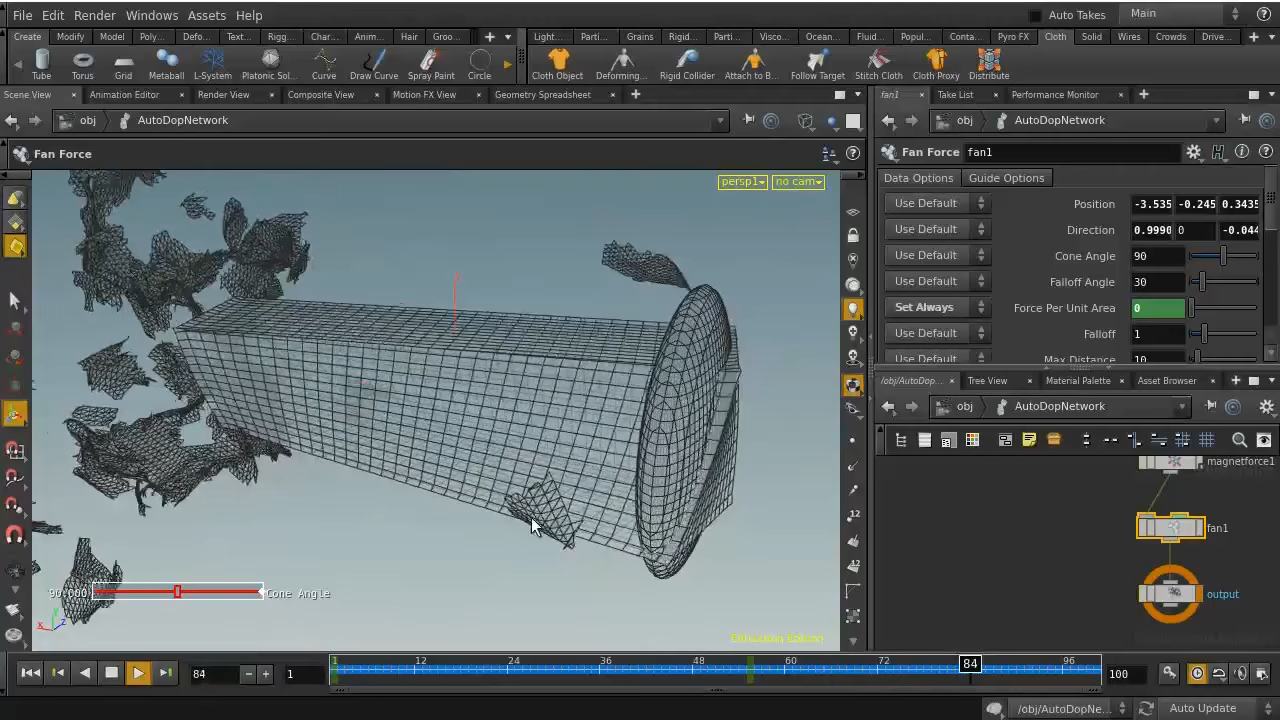 File Edit Render Windows Assets Help Auto Takes Main
Create Modify Model Poly... Defo... Text... Rigg... Char... Anim... Hair Groo... Light... Parti... Grains Rigid... Parti... Visco... Ocean... Fluid... Popul... Conta... Pyro FX Cloth Solid Wires Crowds Drive...
Tube Torus Grid Metaball L-System Platonic Sol... Curve Draw Curve Spray Paint Circle Cloth Object Deforming... Rigid Collider Attach to B... Follow Target Stitch Cloth Cloth Proxy Distribute
Scene View Animation Editor Render View Composite View Motion FX View Geometry Spreadsheet fan1 Take List Performance Monitor
obj AutoDopNetwork obj AutoDopNetwork
Fan Force Fan Force fan1
Data Options Guide Options
persp1 no cam
Use Default Position -3.535 -0.245 0.3435
Use Default Direction 0.9990 0 -0.044
Use Default Cone Angle 90
Use Default Falloff Angle 30
Set Always Force Per Unit Area 0
Use Default Falloff 1
Use Default Max Distance 10
/obj/AutoDop... Tree View Material Palette Asset Browser
obj AutoDopNetwork
magnetforce1
12
fan1
12
output
90.000 Cone Angle
x y z
1 12 24 36 48 60 72 84 96
84 1 100
/obj/AutoDopNe... Auto Update